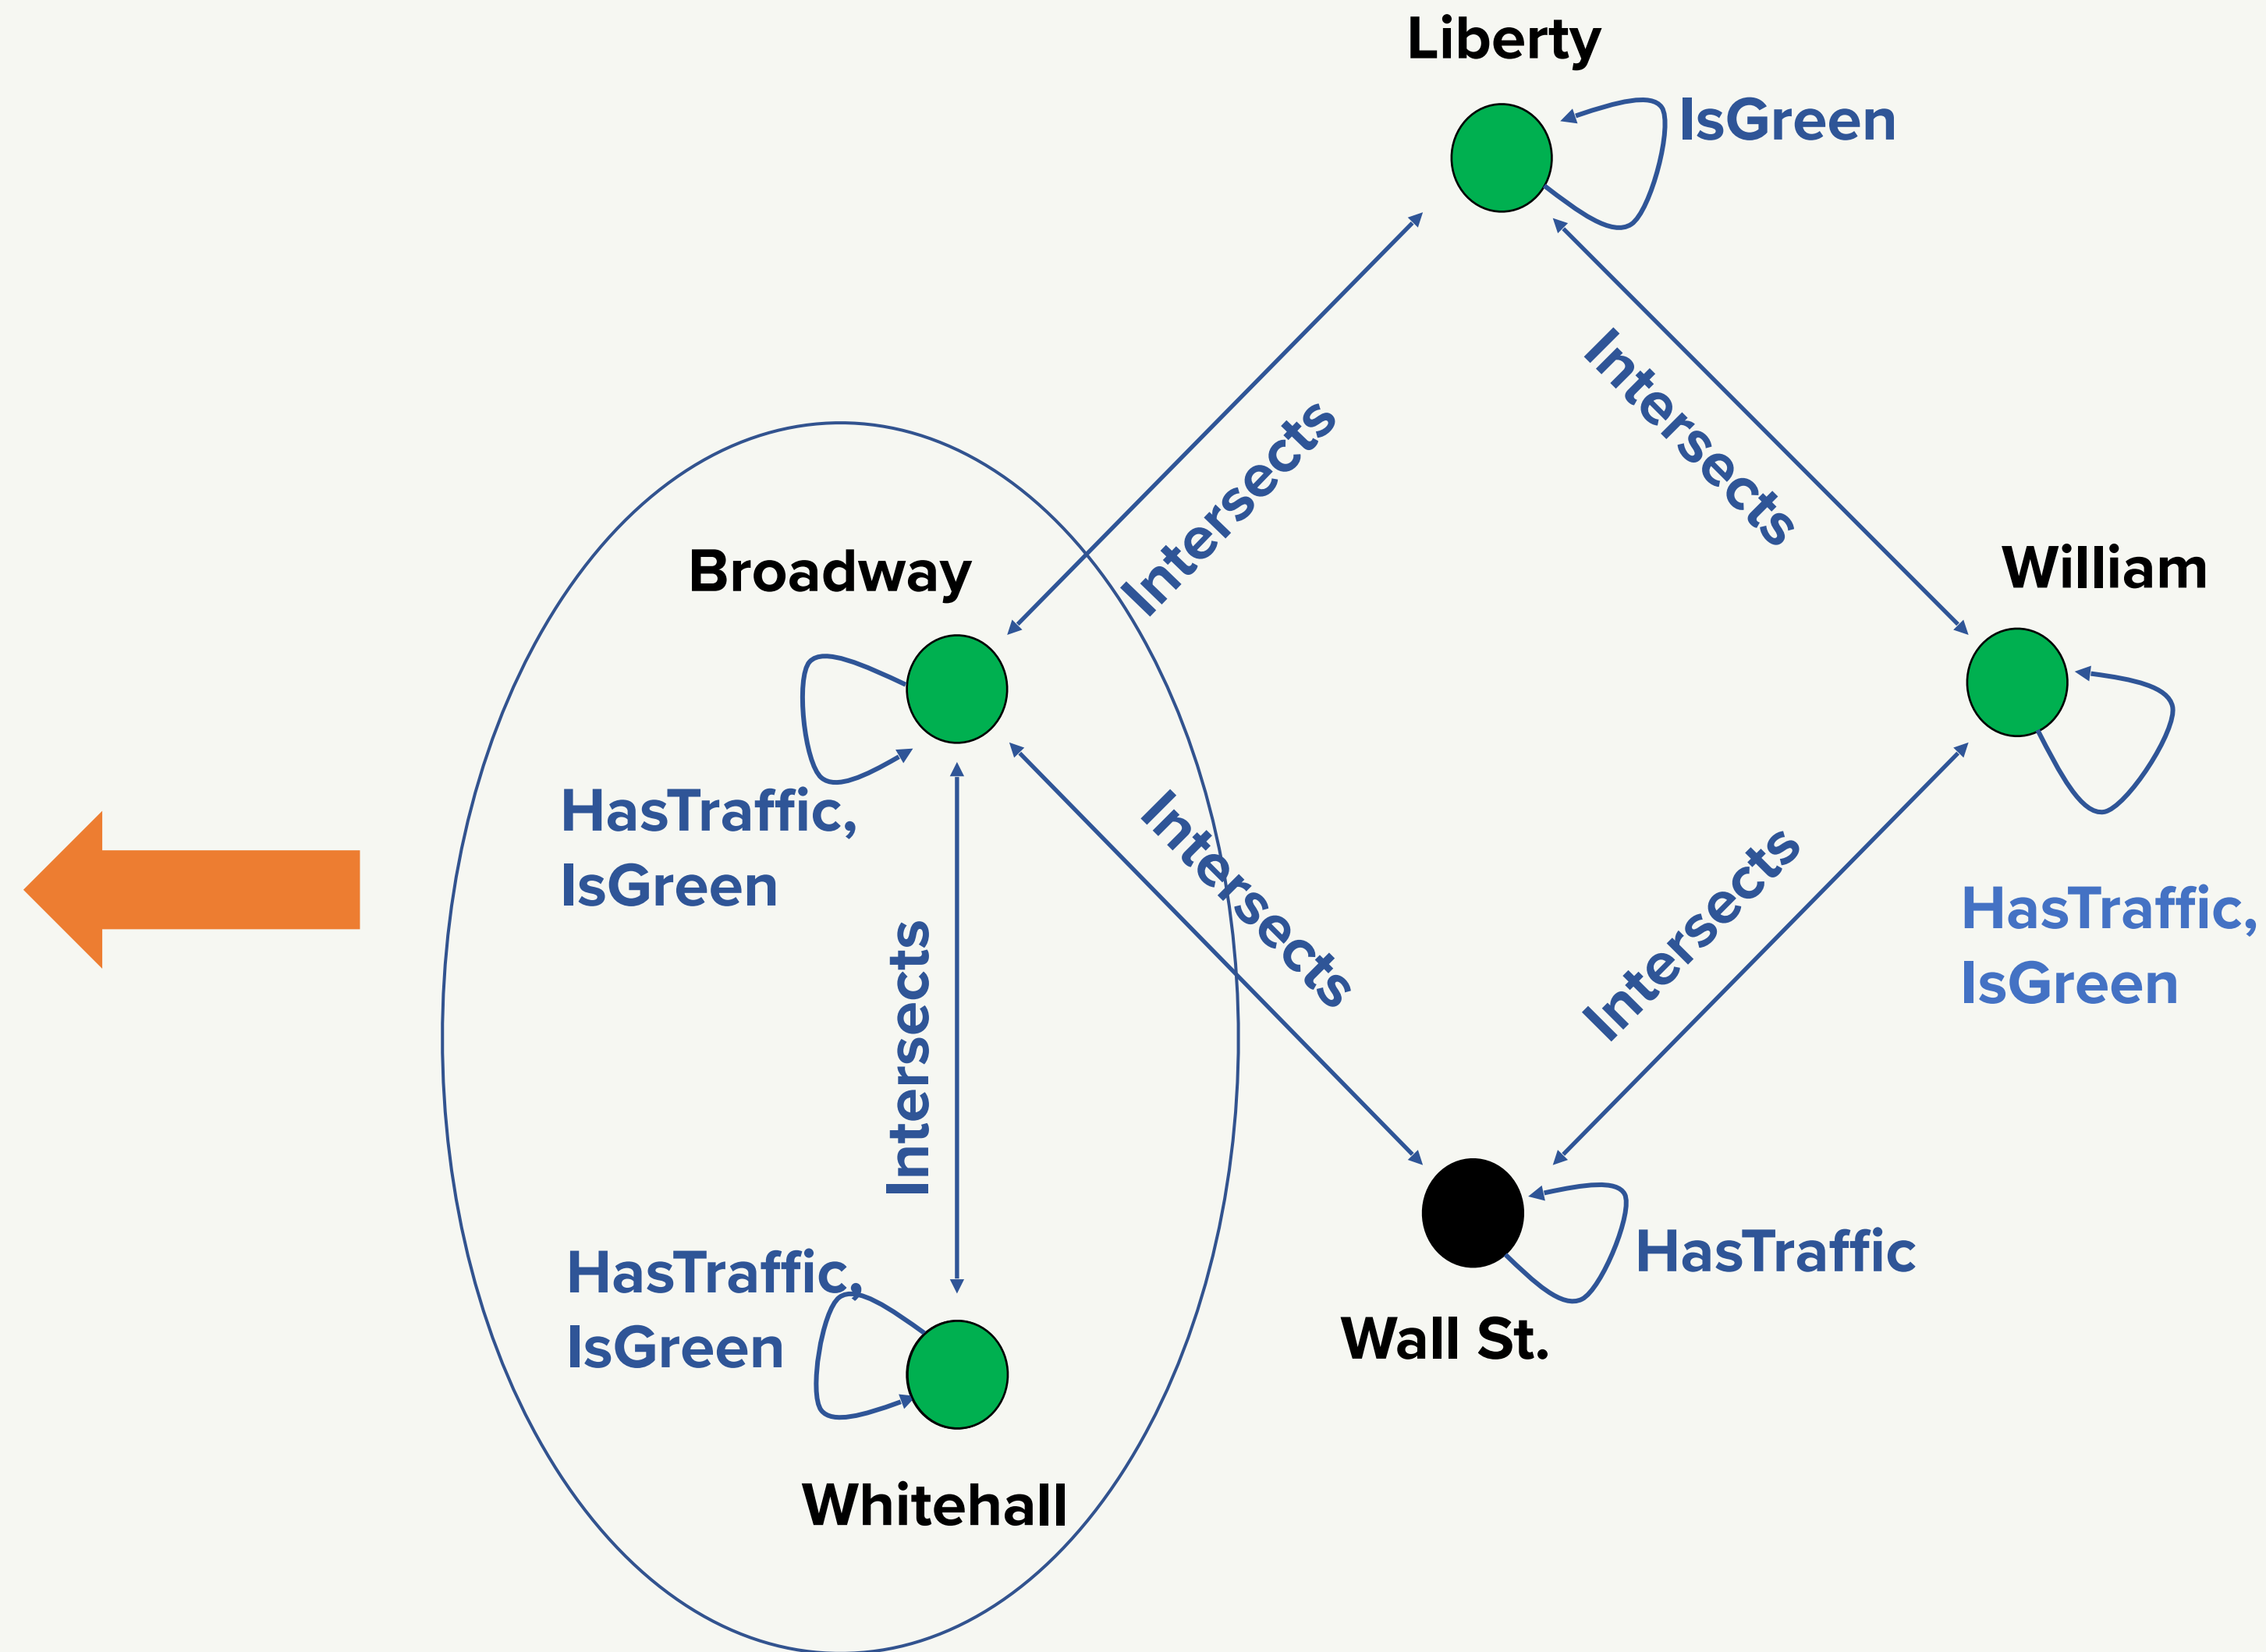 Liberty
IsGreen
Intersects
Intersects
Broadway
William
HasTraffic,
IsGreen
Intersects
Intersects
Intersects
HasTraffic,
IsGreen
HasTraffic,
IsGreen
HasTraffic
Wall St.
Whitehall